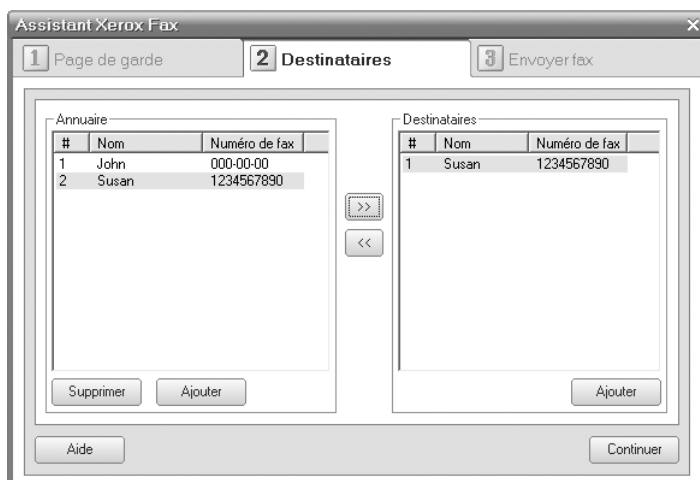 Assistant Xerox Fax
1 Page de garde 2 Destinataires 3 Envoyer fax
Annuaire
# Nom Numéro de fax
1 John 000-00-00
2 Susan 1234567890
Supprimer Ajouter
>>
<<
Destinataires
# Nom Numéro de fax
1 Susan 1234567890
Ajouter
Aide Continuer